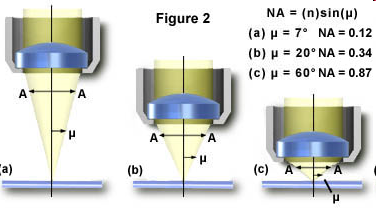 Figure 2
NA = (n)sin(μ)
(a) μ = 7° NA = 0.12
(b) μ = 20° NA = 0.34
(c) μ = 60° NA = 0.87
A A
μ
(a)
A A
μ
(b)
A A
μ
(c)